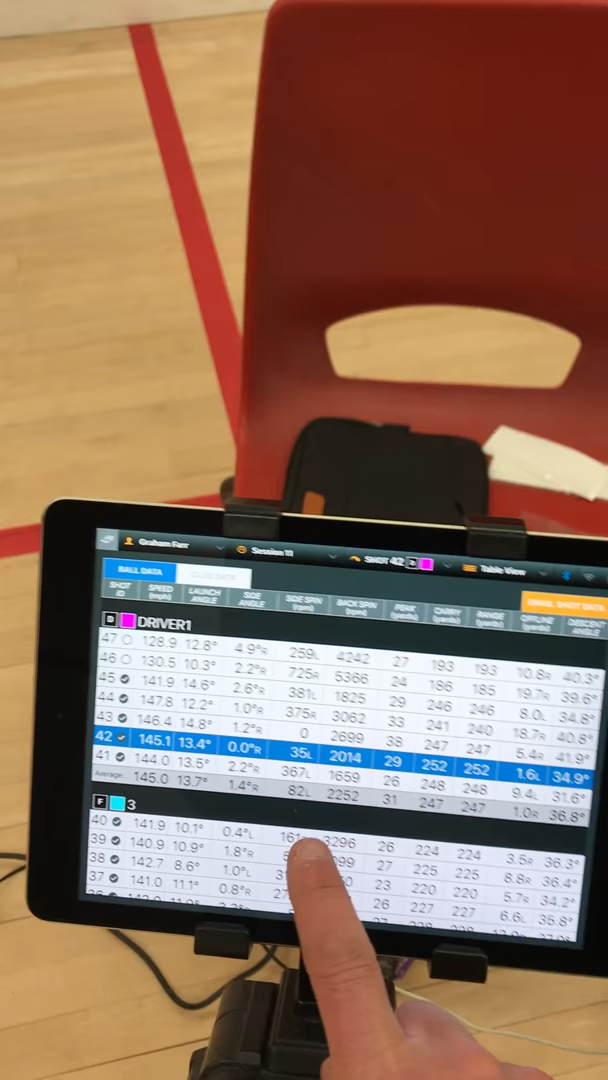 Graham Farr Session 11 SHOT 42 D Table View
BALL DATA CLUB DATA EMAIL SHOT DATA
SHOT ID SPEED (mph) LAUNCH ANGLE SIDE ANGLE SIDE SPIN (rpm) BACK SPIN (rpm) PEAK (yards) CARRY (yards) RANGE (yards) OFFLINE (yards) DESCENT ANGLE
D DRIVER1
47 128.9 12.8° 4.9°R 259L 4242 27 193 193 10.8R 40.3°
46 130.5 10.3° 2.2°R 725R 5366 24 186 185 19.7R 39.6°
45 141.9 14.6° 2.6°R 381L 1825 29 246 246 8.0L 34.8°
44 147.8 12.2° 1.0°R 375R 3062 33 241 240 18.7R 40.8°
43 146.4 14.8° 1.2°R 0 2699 38 247 247 5.4R 41.9°
42 145.1 13.4° 0.0°R 35L 2014 29 252 252 1.6L 34.9°
41 144.0 13.5° 2.2°R 367L 1659 26 248 248 9.4L 31.6°
Average: 145.0 13.7° 1.4°R 82L 2252 31 247 247 1.0R 36.8°
F 3
40 141.9 10.1° 0.4°L 3296 26 224 224 3.5R 36.3°
39 140.9 10.9° 1.8°R 27 225 225 8.8R 36.4°
38 142.7 8.6° 1.0°L 23 220 220 5.7R 34.2°
37 141.0 11.1° 0.8°R 26 227 227 6.6L 35.8°